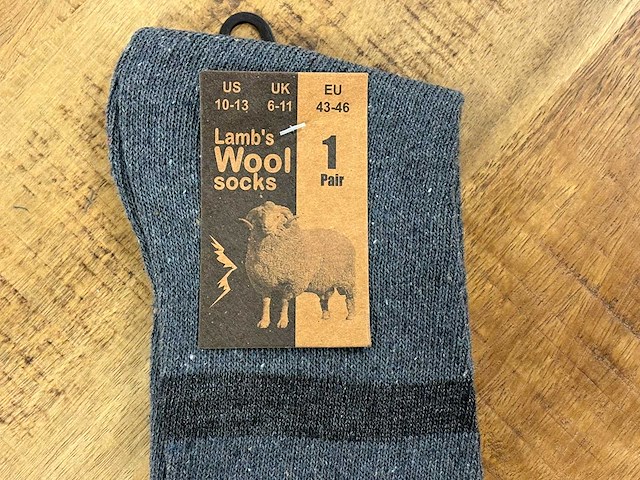 US UK EU
10-13 6-11 43-46
Lamb's
Wool
socks
1
Pair